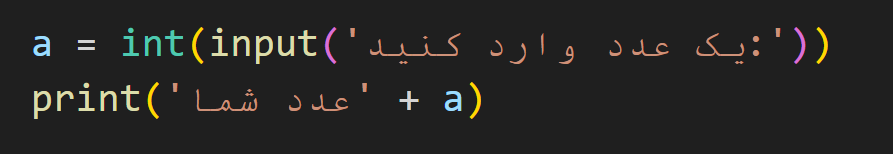 a = int(input('یک عدد وارد کنید:'))
print('عدد شما' + a)